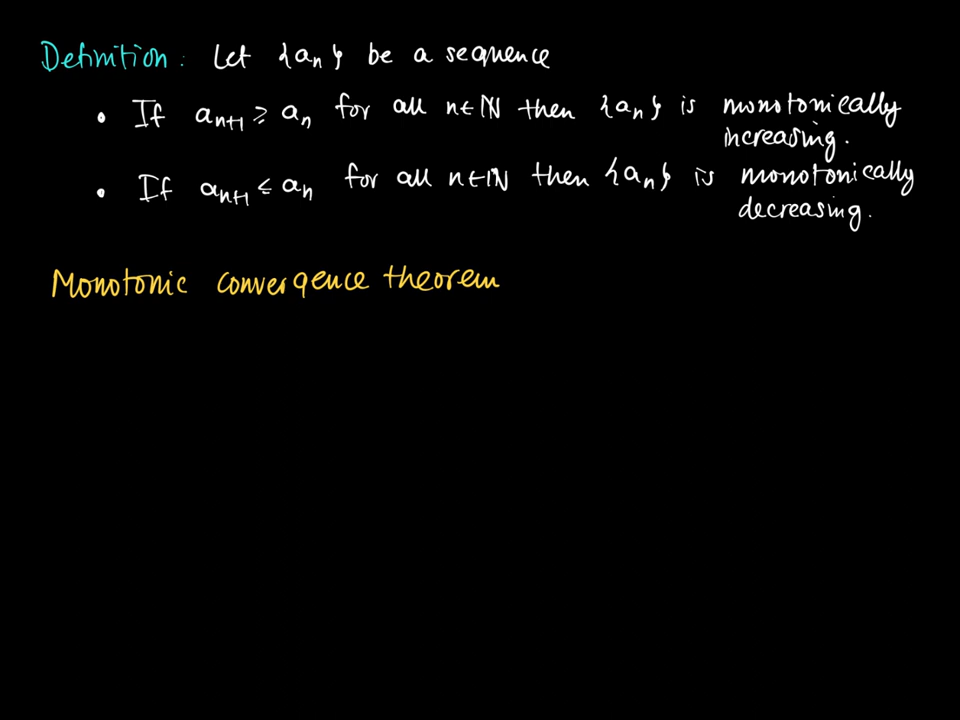 Definition: Let {aₙ} be a sequence
• If aₙ₊₁ ≥ aₙ for all n∈ℕ then {aₙ} is monotonically
increasing.
• If aₙ₊₁ ≤ aₙ for all n∈ℕ then {aₙ} is monotonically
decreasing.
Monotonic convergence theorem